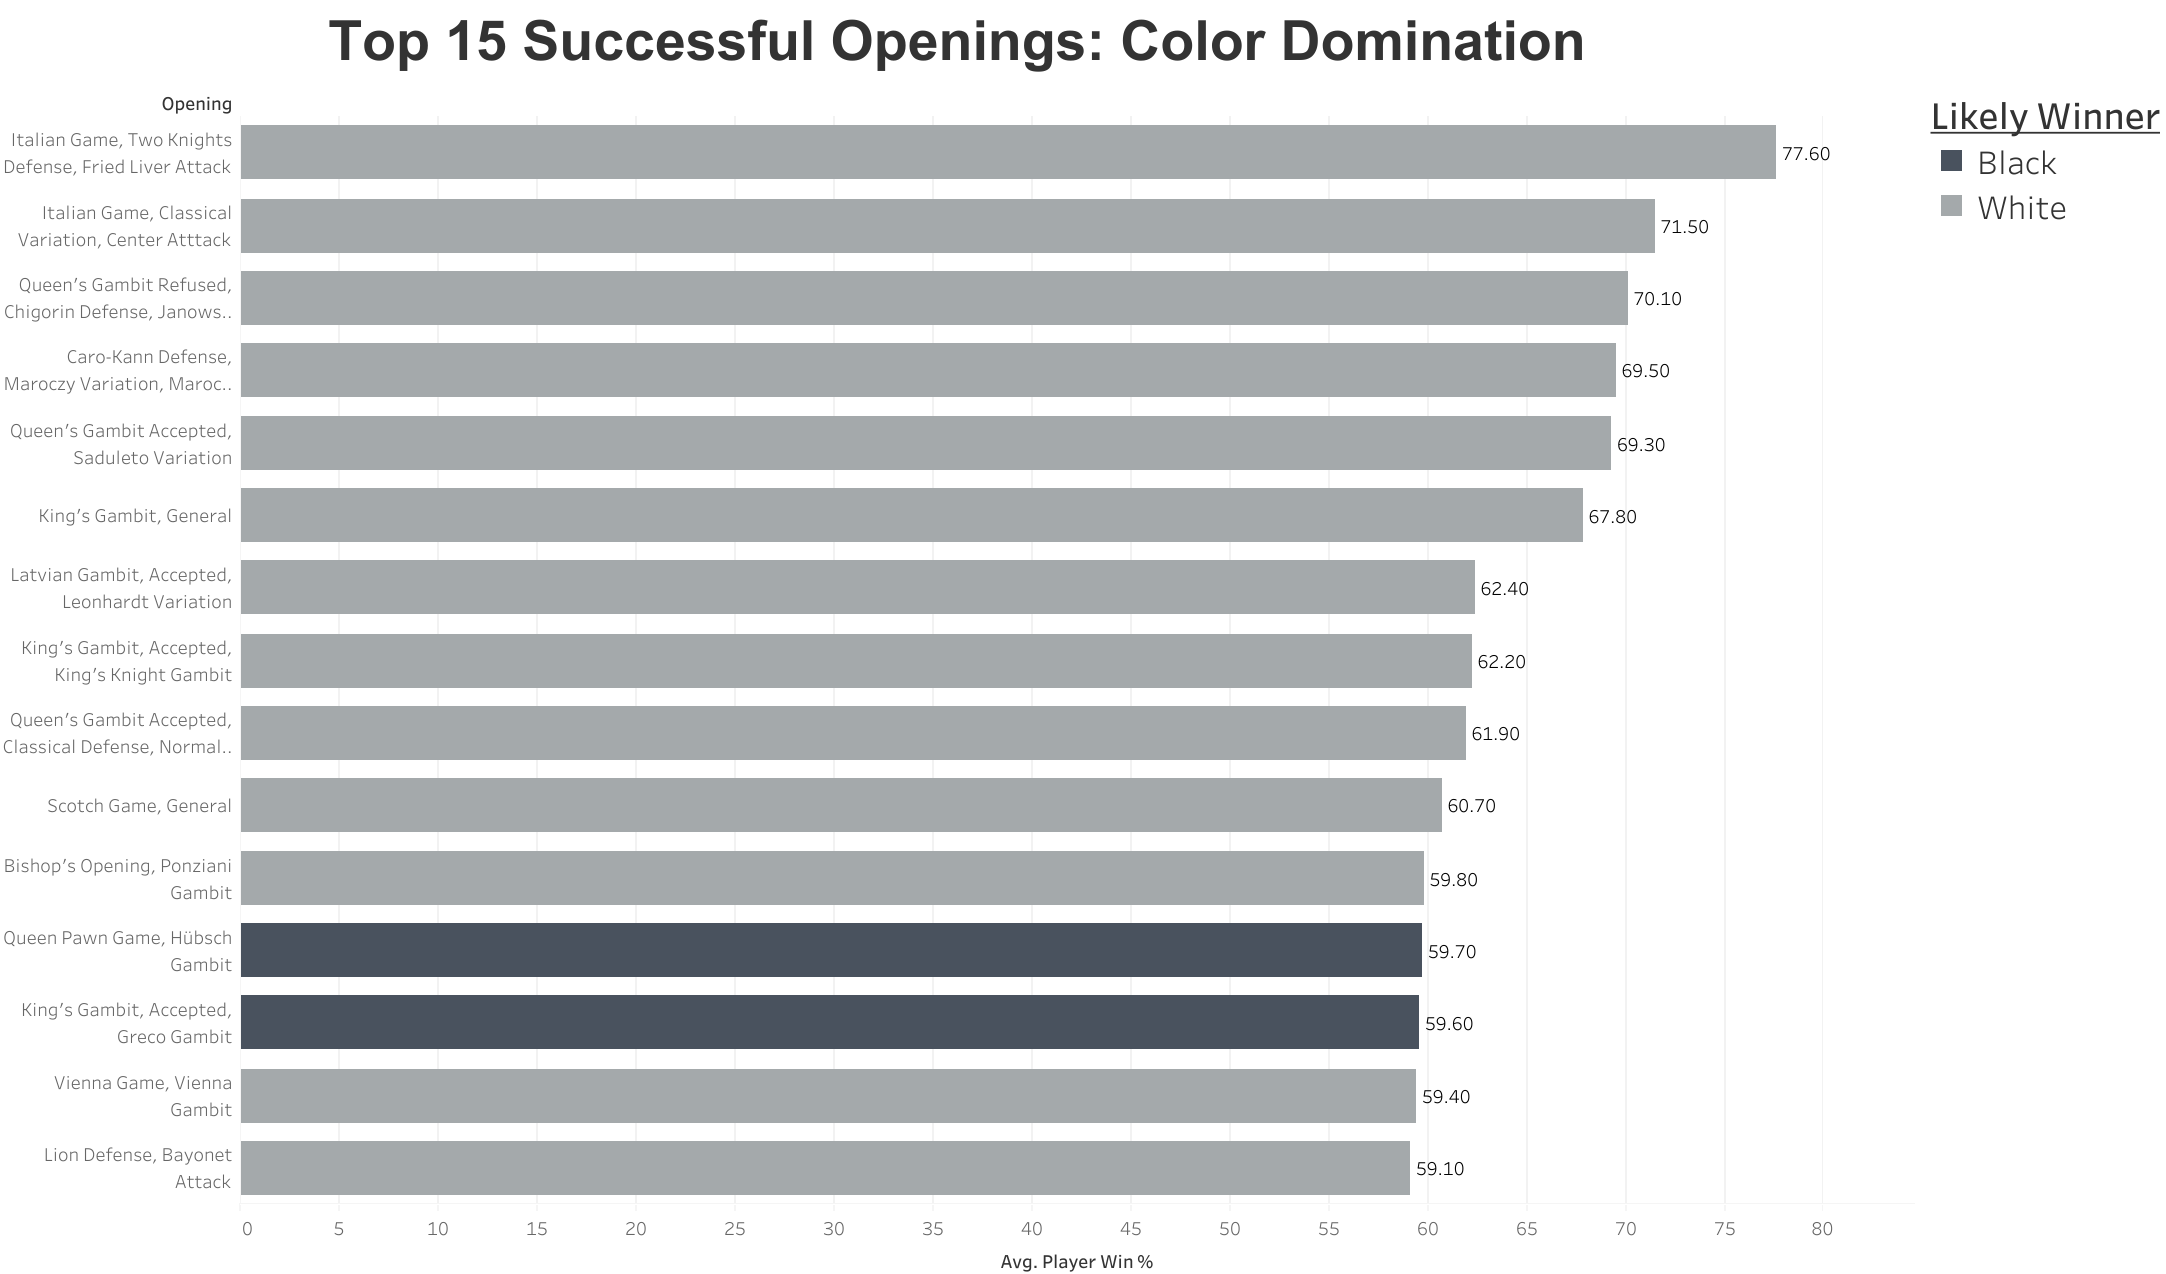 Top 15 Successful Openings: Color Domination
Opening
Italian Game, Two Knights
Defense, Fried Liver Attack
77.60
Italian Game, Classical
Variation, Center Atttack
71.50
Queen’s Gambit Refused,
Chigorin Defense, Janows..
70.10
Caro-Kann Defense,
Maroczy Variation, Maroc..
69.50
Queen’s Gambit Accepted,
Saduleto Variation
69.30
King’s Gambit, General
67.80
Latvian Gambit, Accepted,
Leonhardt Variation
62.40
King’s Gambit, Accepted,
King’s Knight Gambit
62.20
Queen’s Gambit Accepted,
Classical Defense, Normal..
61.90
Scotch Game, General
60.70
Bishop’s Opening, Ponziani
Gambit
59.80
Queen Pawn Game, Hübsch
Gambit
59.70
King’s Gambit, Accepted,
Greco Gambit
59.60
Vienna Game, Vienna
Gambit
59.40
Lion Defense, Bayonet
Attack
59.10
0 5 10 15 20 25 30 35 40 45 50 55 60 65 70 75 80
Avg. Player Win %
Likely Winner
Black
White